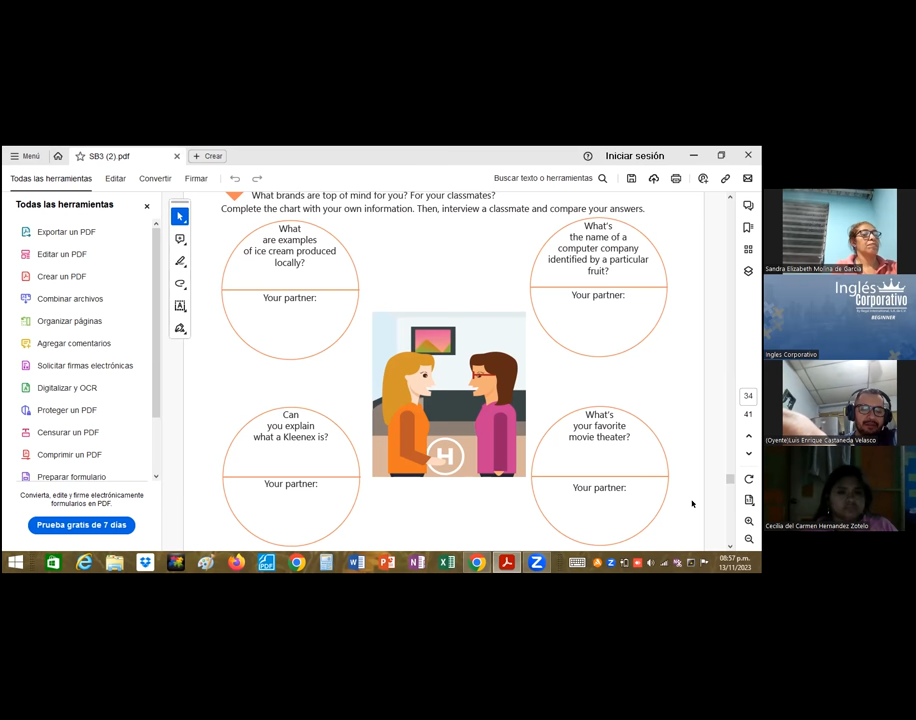 Menú
SB3 (2).pdf
Crear
Iniciar sesión
Todas las herramientas
Editar
Convertir
Firmar
Buscar texto o herramientas
Todas las herramientas
Exportar un PDF
Editar un PDF
Crear un PDF
Combinar archivos
Organizar páginas
Agregar comentarios
Solicitar firmas electrónicas
Digitalizar y OCR
Proteger un PDF
Censurar un PDF
Comprimir un PDF
Preparar formulario
Convierta, edite y firme electrónicamente
formularios en PDF.
Prueba gratis de 7 días
What brands are top of mind for you? For your classmates?
Complete the chart with your own information. Then, interview a classmate and compare your answers.
What
are examples
of ice cream produced
locally?
Your partner:
What's
the name of a
computer company
identified by a particular
fruit?
Your partner:
Can
you explain
what a Kleenex is?
Your partner:
What's
your favorite
movie theater?
Your partner:
H
34
41
08:57 p.m.
13/11/2023
Sandra Elizabeth Molina de Garcia
Inglés
Corporativo
BEGINNER
Ingles Corporativo
(Oyente)Luis Enrique Castaneda Velasco
Cecilia del Carmen Hernandez Zotelo